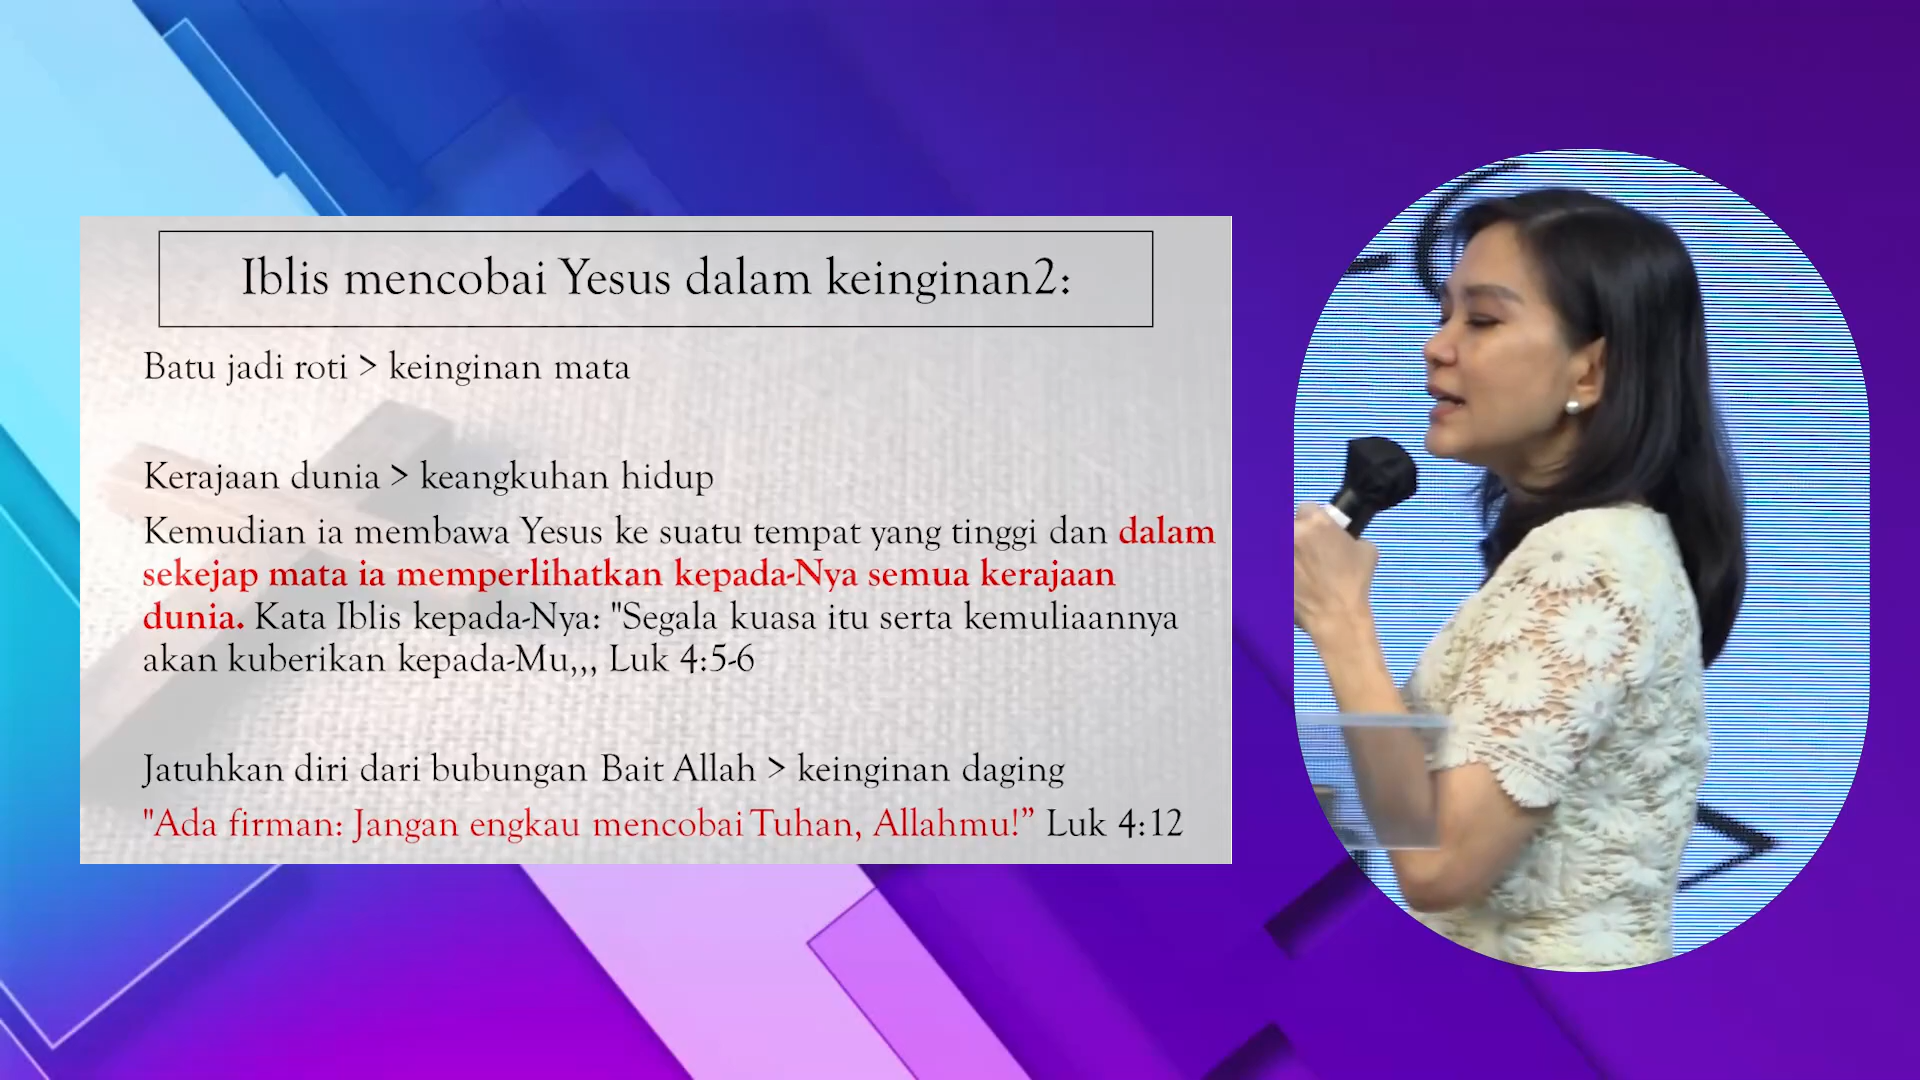 Iblis mencobai Yesus dalam keinginan2:
Batu jadi roti > keinginan mata
Kerajaan dunia > keangkuhan hidup
Kemudian ia membawa Yesus ke suatu tempat yang tinggi dan dalam
sekejap mata ia memperlihatkan kepada-Nya semua kerajaan
dunia. Kata Iblis kepada-Nya: "Segala kuasa itu serta kemuliaannya
akan kuberikan kepada-Mu,,, Luk 4:5-6
Jatuhkan diri dari bubungan Bait Allah > keinginan daging
"Ada firman: Jangan engkau mencobai Tuhan, Allahmu!” Luk 4:12